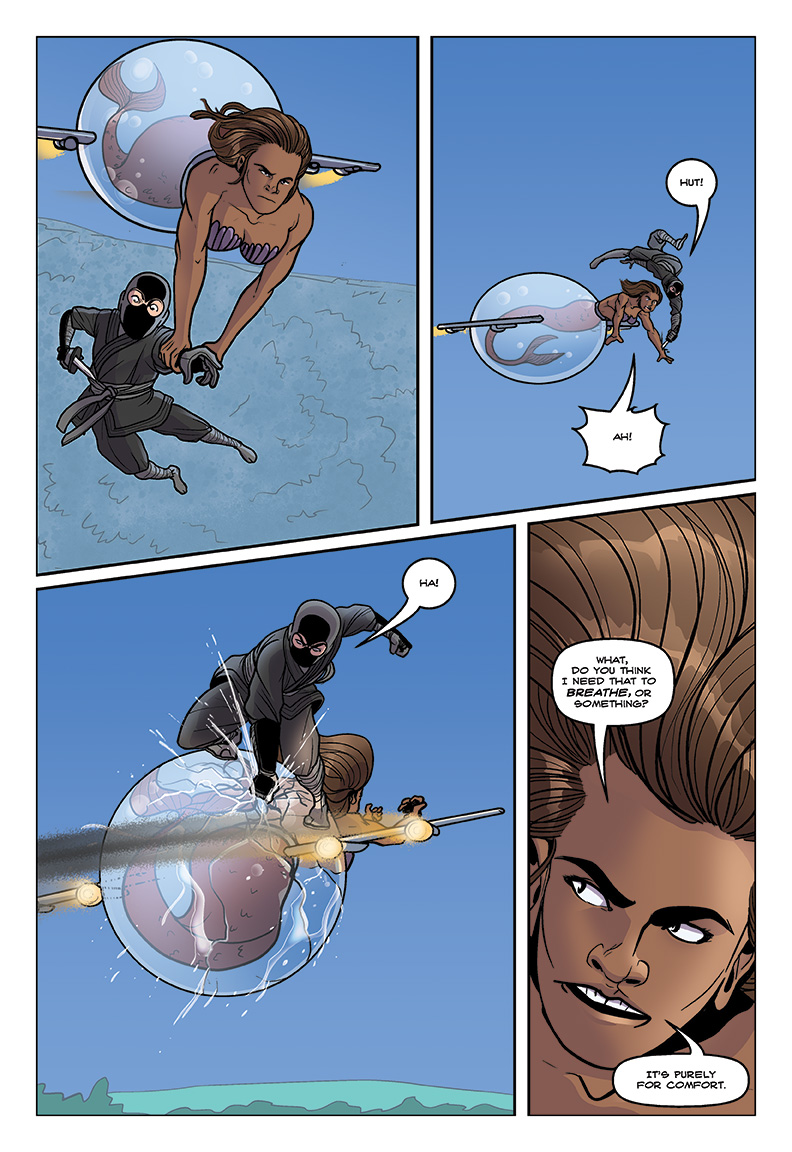 HUT!
AH!
HA!
WHAT,
DO YOU THINK
I NEED THAT TO
BREATHE, OR
SOMETHING?
IT'S PURELY
FOR COMFORT.